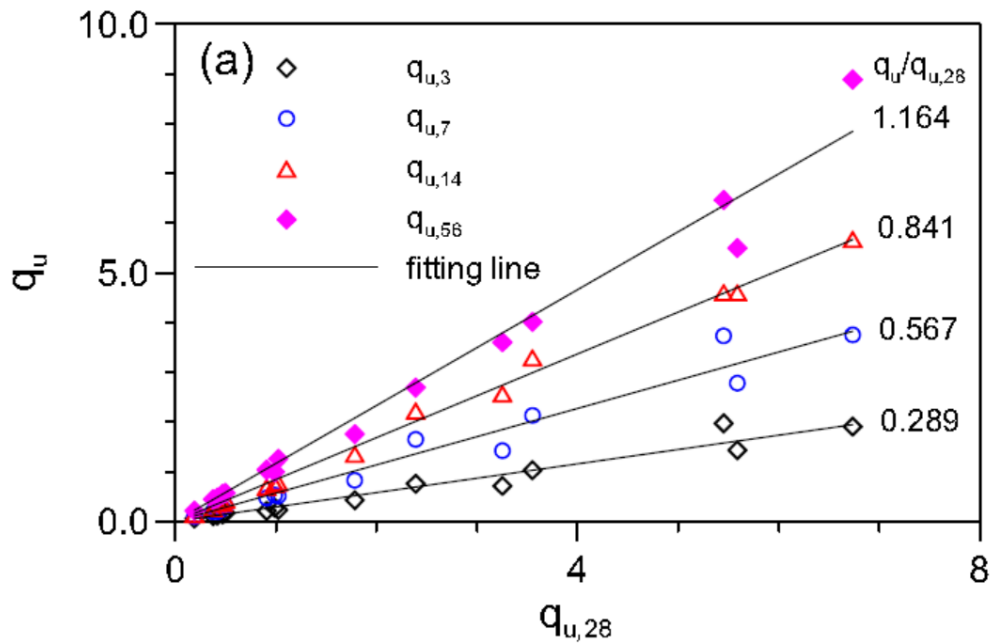 10.0
(a)
q_u,3
q_u,7
q_u,14
q_u,56
fitting line
q_u/q_u,28
1.164
0.841
0.567
0.289
q_u
5.0
0.0
0
4
8
q_u,28